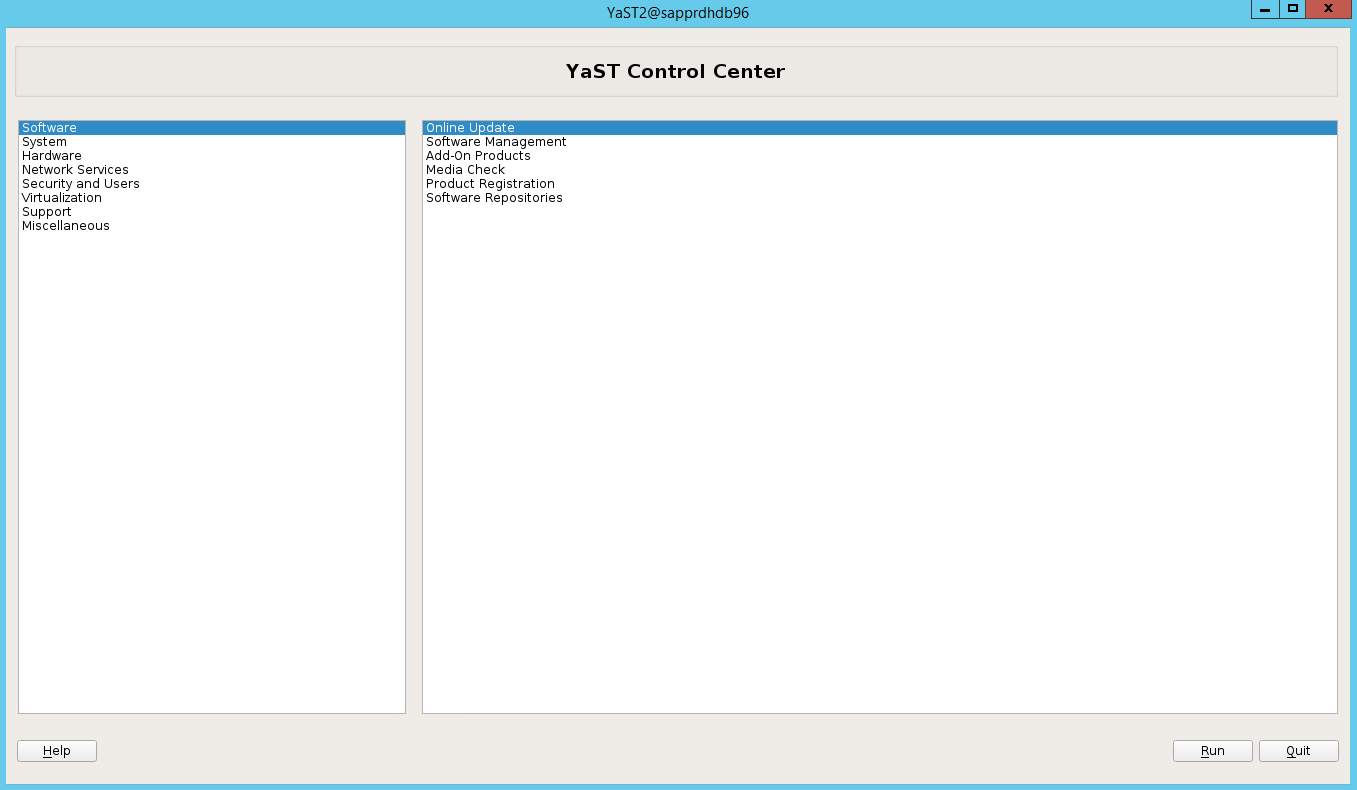 YaST2@sapprdhdb96
YaST Control Center
Software
System
Hardware
Network Services
Security and Users
Virtualization
Support
Miscellaneous
Online Update
Software Management
Add-On Products
Media Check
Product Registration
Software Repositories
Help
Run
Quit